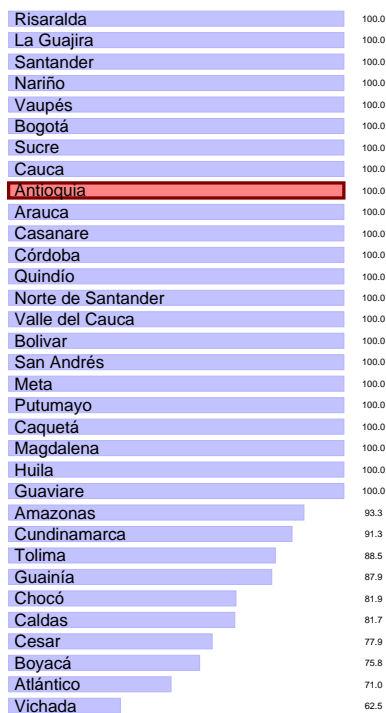 Risaralda 100.0
La Guajira 100.0
Santander 100.0
Nariño 100.0
Vaupés 100.0
Bogotá 100.0
Sucre 100.0
Cauca 100.0
Antioquia 100.0
Arauca 100.0
Casanare 100.0
Córdoba 100.0
Quindío 100.0
Norte de Santander 100.0
Valle del Cauca 100.0
Bolivar 100.0
San Andrés 100.0
Meta 100.0
Putumayo 100.0
Caquetá 100.0
Magdalena 100.0
Huila 100.0
Guaviare 100.0
Amazonas 93.3
Cundinamarca 91.3
Tolima 88.5
Guainía 87.9
Chocó 81.9
Caldas 81.7
Cesar 77.9
Boyacá 75.8
Atlántico 71.0
Vichada 62.5